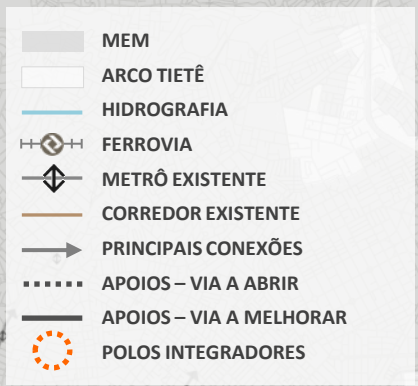 MEM
ARCO TIETÊ
HIDROGRAFIA
FERROVIA
METRÔ EXISTENTE
CORREDOR EXISTENTE
PRINCIPAIS CONEXÕES
APOIOS – VIA A ABRIR
APOIOS – VIA A MELHORAR
POLOS INTEGRADORES